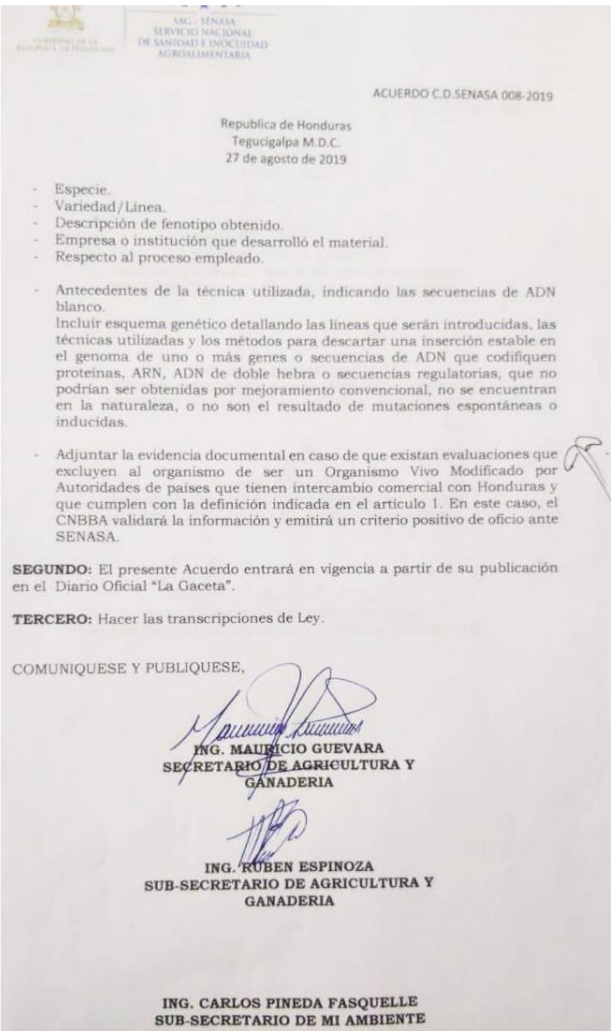 GOBIERNO DE LA
REPÚBLICA DE HONDURAS
SAG - SENASA
SERVICIO NACIONAL
DE SANIDAD E INOCUIDAD
AGROALIMENTARIA
ACUERDO C.D.SENASA 008-2019
Republica de Honduras
Tegucigalpa M.D.C.
27 de agosto de 2019
- Especie.
- Variedad/Línea.
- Descripción de fenotipo obtenido.
- Empresa o institución que desarrolló el material.
- Respecto al proceso empleado.
- Antecedentes de la técnica utilizada, indicando las secuencias de ADN
blanco.
Incluir esquema genético detallando las líneas que serán introducidas, las
técnicas utilizadas y los métodos para descartar una inserción estable en
el genoma de uno o más genes o secuencias de ADN que codifiquen
proteínas, ARN, ADN de doble hebra o secuencias regulatorias, que no
podrían ser obtenidas por mejoramiento convencional, no se encuentran
en la naturaleza, o no son el resultado de mutaciones espontáneas o
inducidas.
- Adjuntar la evidencia documental en caso de que existan evaluaciones que
excluyen al organismo de ser un Organismo Vivo Modificado por
Autoridades de países que tienen intercambio comercial con Honduras y
que cumplen con la definición indicada en el artículo 1. En este caso, el
CNBBA validará la información y emitirá un criterio positivo de oficio ante
SENASA.
SEGUNDO: El presente Acuerdo entrará en vigencia a partir de su publicación
en el Diario Oficial "La Gaceta".
TERCERO: Hacer las transcripciones de Ley.
COMUNIQUESE Y PUBLIQUESE,
ING. MAURICIO GUEVARA
SECRETARIO DE AGRICULTURA Y
GANADERIA
ING. RUBEN ESPINOZA
SUB-SECRETARIO DE AGRICULTURA Y
GANADERIA
ING. CARLOS PINEDA FASQUELLE
SUB-SECRETARIO DE MI AMBIENTE